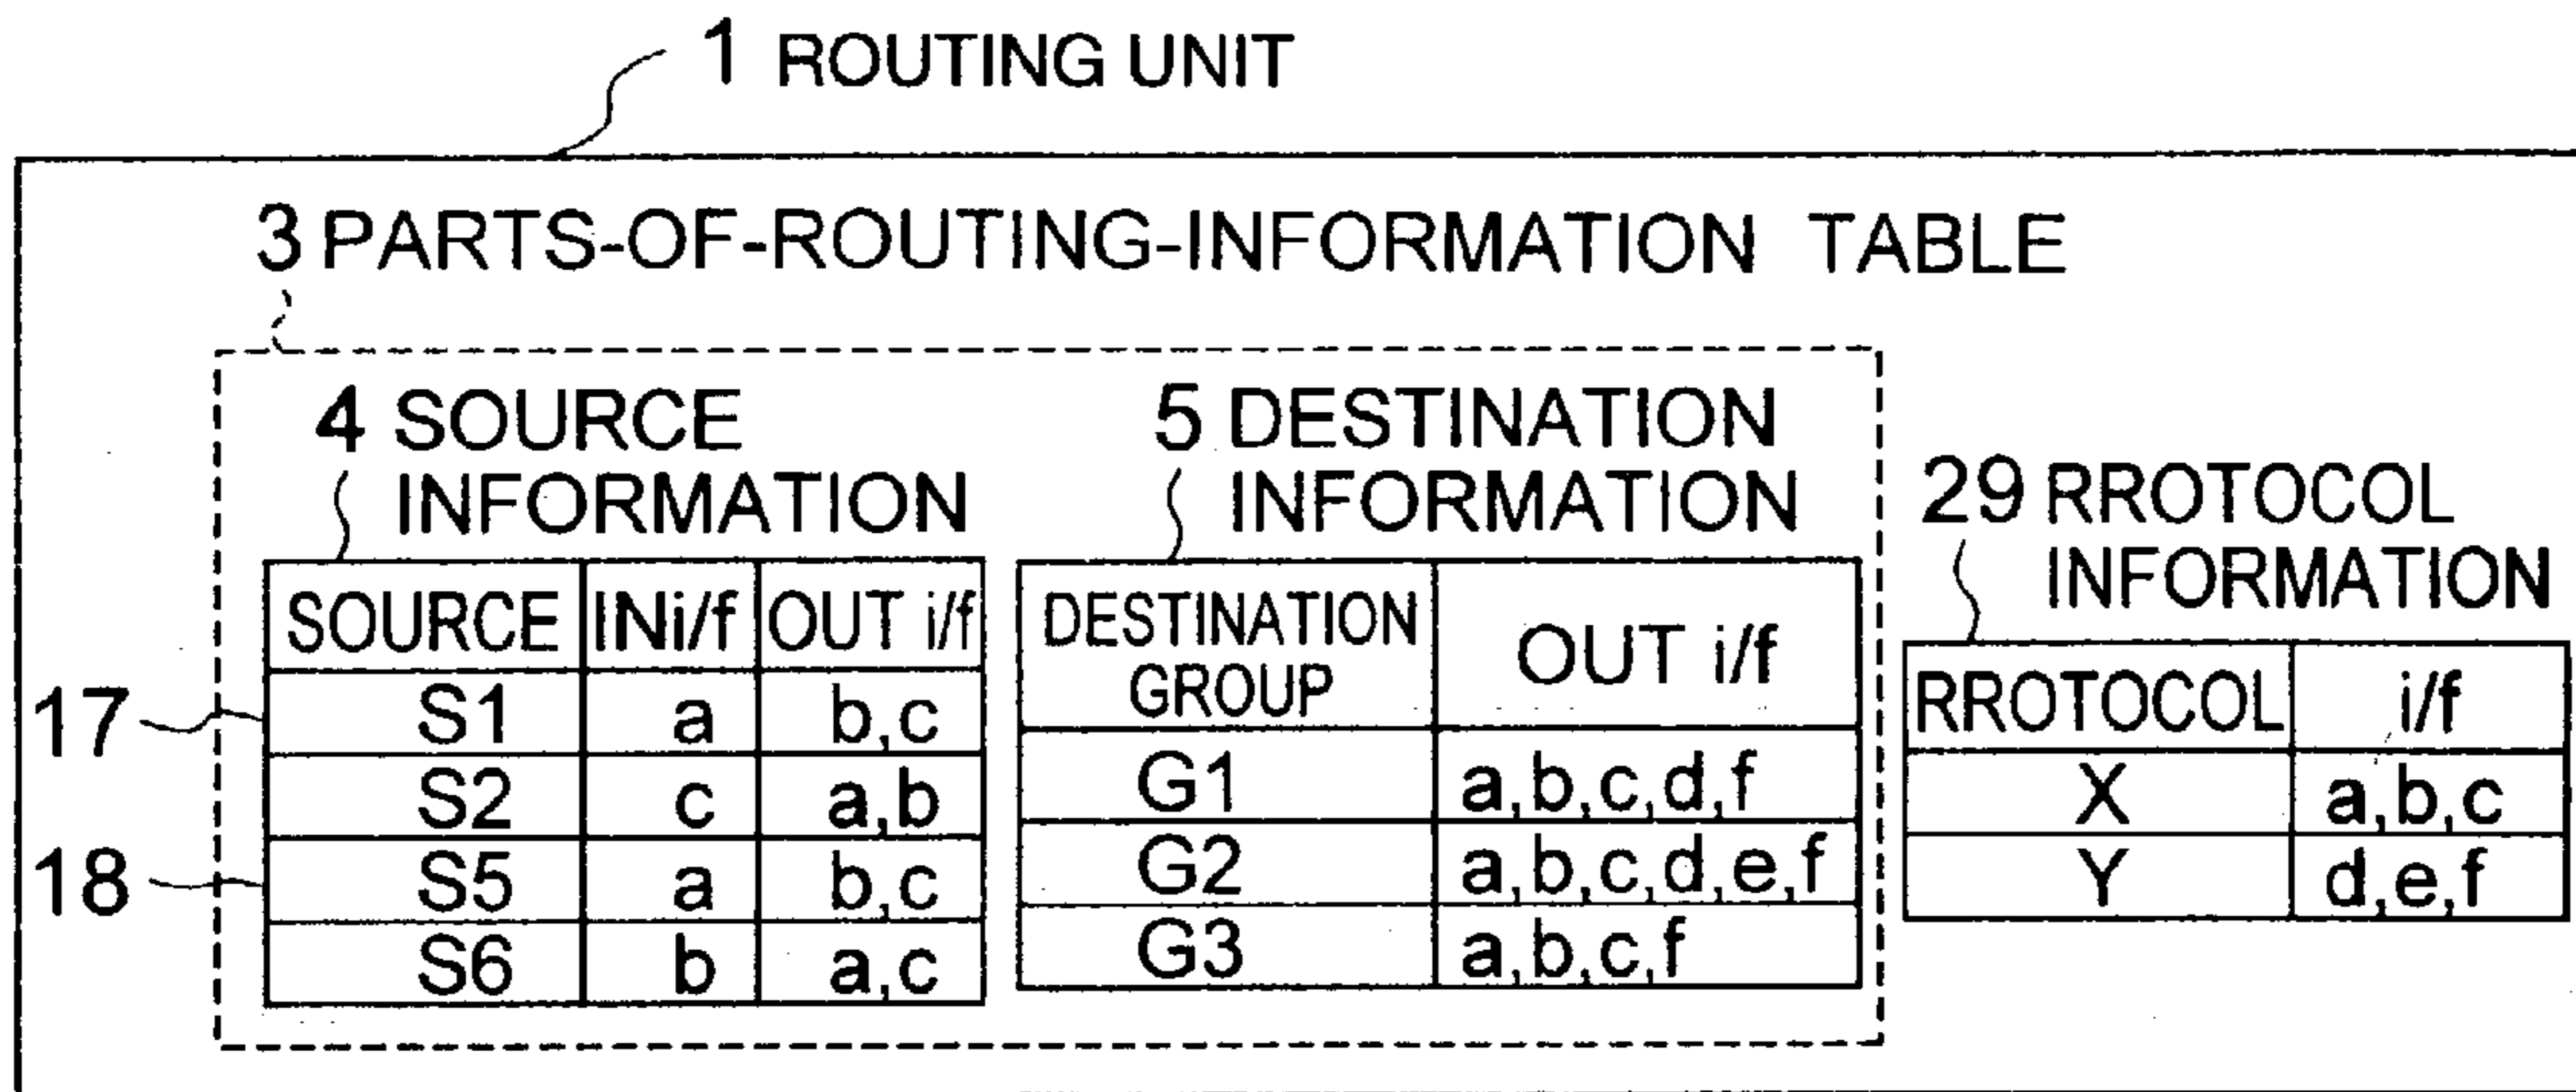 1 ROUTING UNIT
3 PARTS-OF-ROUTING-INFORMATION TABLE
4 SOURCE
INFORMATION
SOURCE INi/f OUT i/f
17 S1 a b,c
S2 c a,b
18 S5 a b,c
S6 b a,c
5 DESTINATION
INFORMATION
DESTINATION
GROUP
OUT i/f
G1 a,b,c,d,f
G2 a,b,c,d,e,f
G3 a,b,c,f
29 RROTOCOL
INFORMATION
RROTOCOL i/f
X a,b,c
Y d,e,f